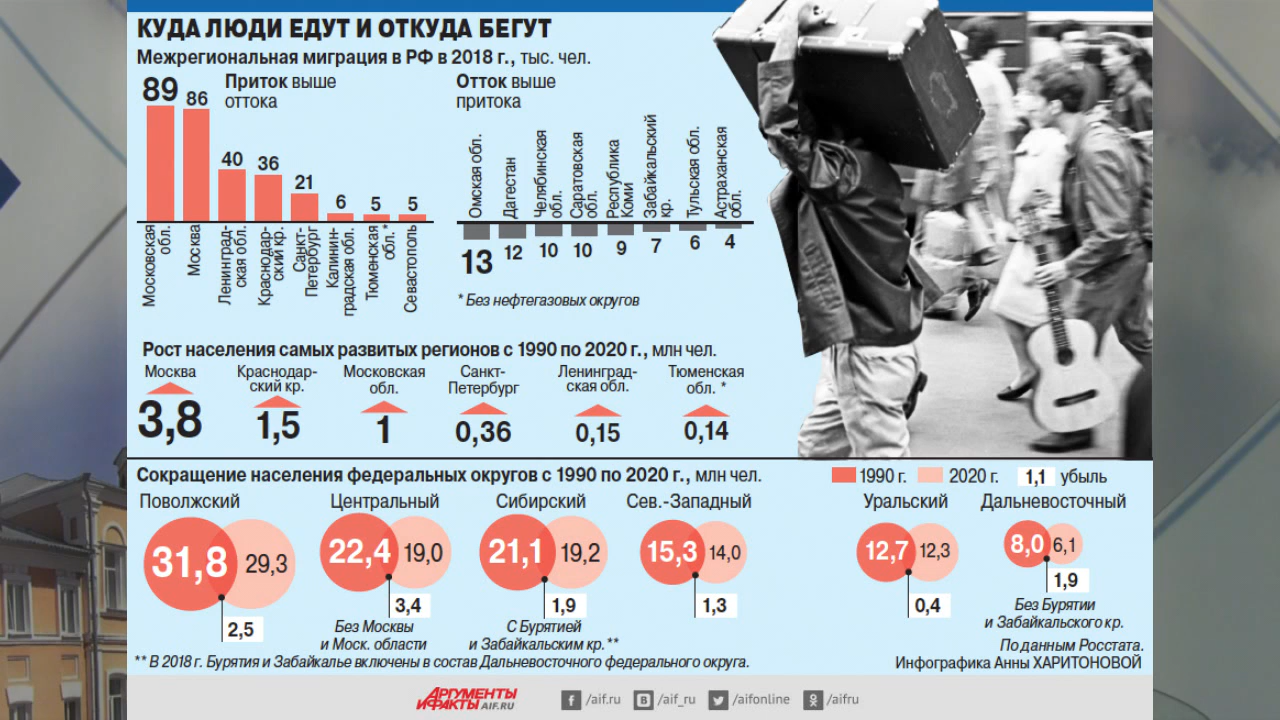 КУДА ЛЮДИ ЕДУТ И ОТКУДА БЕГУТ
Межрегиональная миграция в РФ в 2018 г., тыс. чел.
Приток выше
оттока
89
86
40
36
21
6
5
5
Московская
обл.
Москва
Ленинград-
ская обл.
Краснодар-
ский кр.
Санкт-
Петербург
Калинин-
градская обл.
Тюменская
обл.*
Севастополь
Отток выше
притока
Омская обл.
Дагестан
Челябинская
обл.
Саратовская
обл.
Республика
Коми
Забайкальский
кр.
Тульская обл.
Астраханская
обл.
13
12
10
10
9
7
6
4
* Без нефтегазовых округов
Рост населения самых развитых регионов с 1990 по 2020 г., млн чел.
Москва
3,8
Краснодар-
ский кр.
1,5
Московская
обл.
1
Санкт-
Петербург
0,36
Ленинград-
ская обл.
0,15
Тюменская
обл. *
0,14
Сокращение населения федеральных округов с 1990 по 2020 г., млн чел.
1990 г.
2020 г.
1,1 убыль
Поволжский
31,8
29,3
2,5
Центральный
22,4
19,0
3,4
Без Москвы
и Моск. области
Сибирский
21,1
19,2
1,9
С Бурятией
и Забайкальским кр.**
Сев.-Западный
15,3
14,0
1,3
Уральский
12,7
12,3
0,4
Дальневосточный
8,0
6,1
1,9
Без Бурятии
и Забайкальского кр.
** В 2018 г. Бурятия и Забайкалье включены в состав Дальневосточного федерального округа.
По данным Росстата.
Инфографика Анны ХАРИТОНОВОЙ
АРГУМЕНТЫ
И ФАКТЫ AIF.RU
/aif.ru
/aif_ru
/aifonline
/aifru